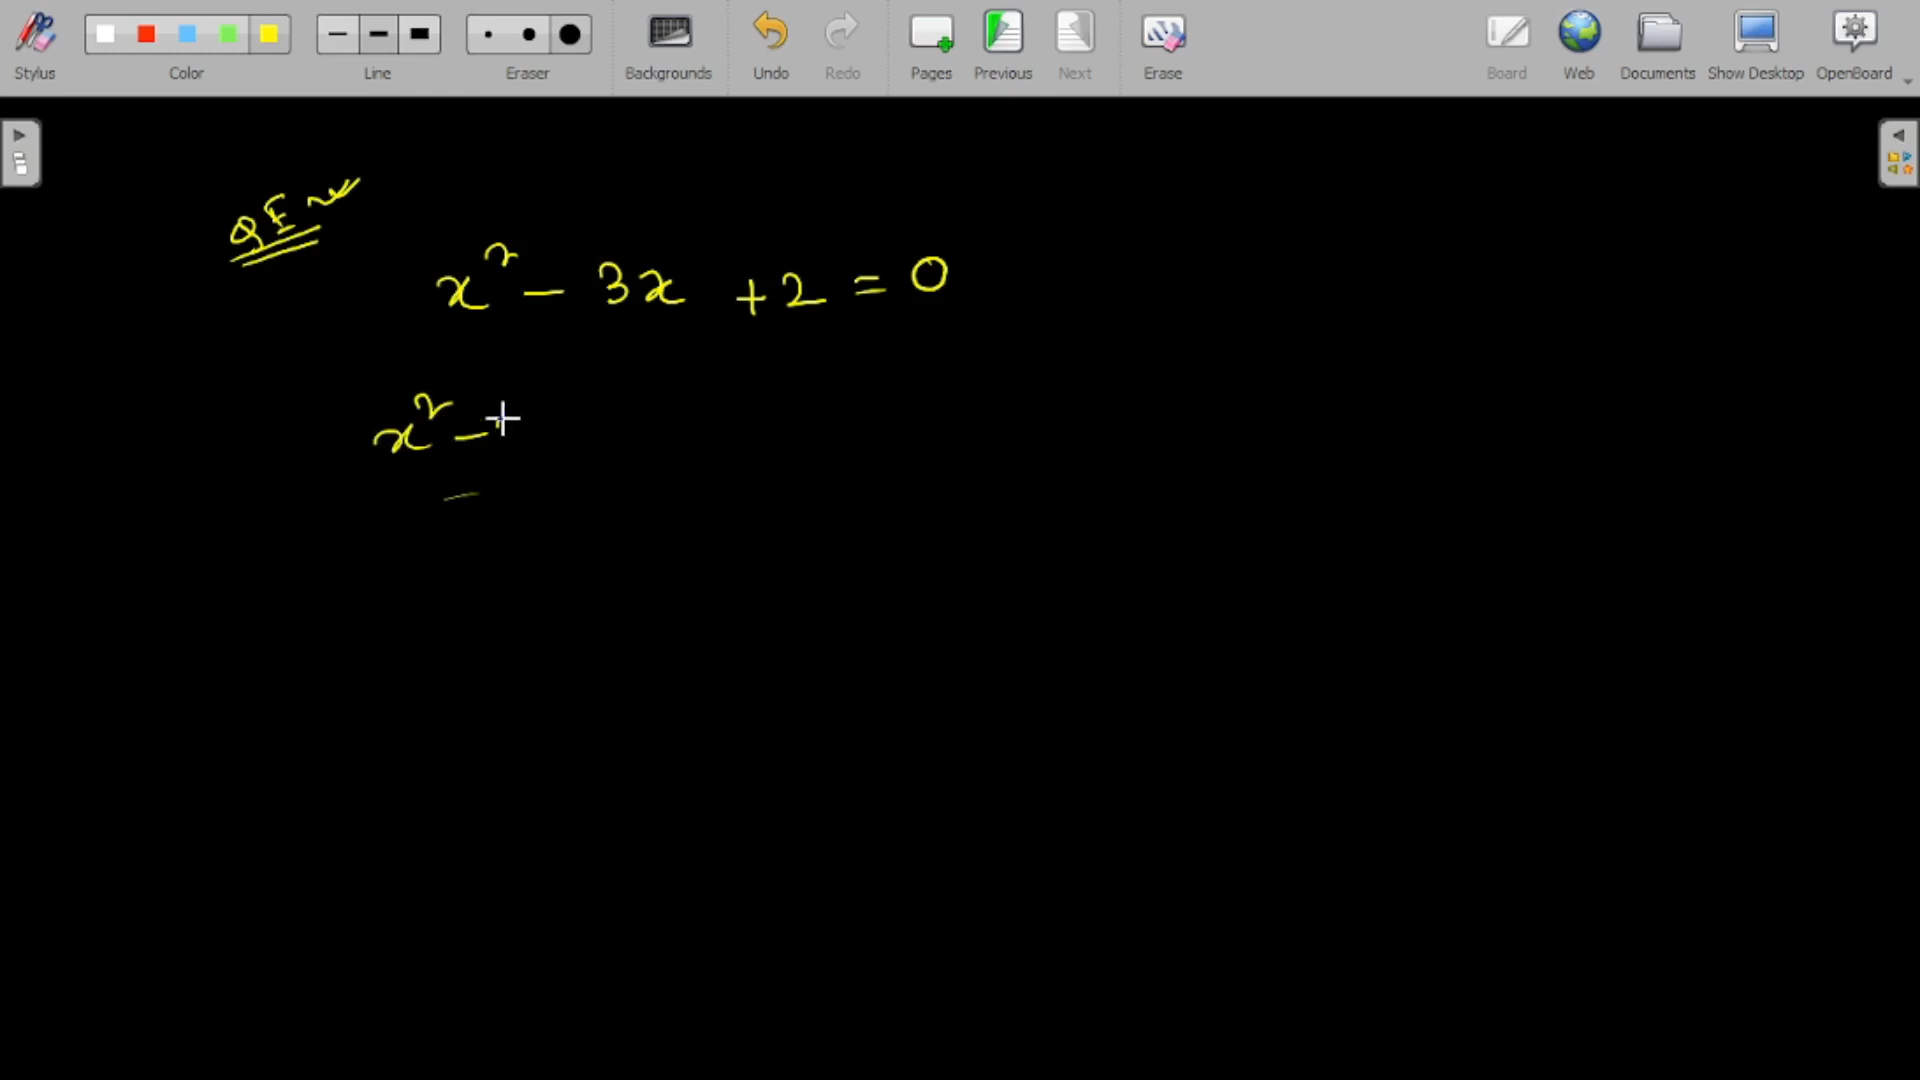 Stylus Color Line Eraser Backgrounds Undo Redo Pages Previous Next Erase Board Web Documents Show Desktop OpenBoard
QE
x² - 3x + 2 = 0
x² -